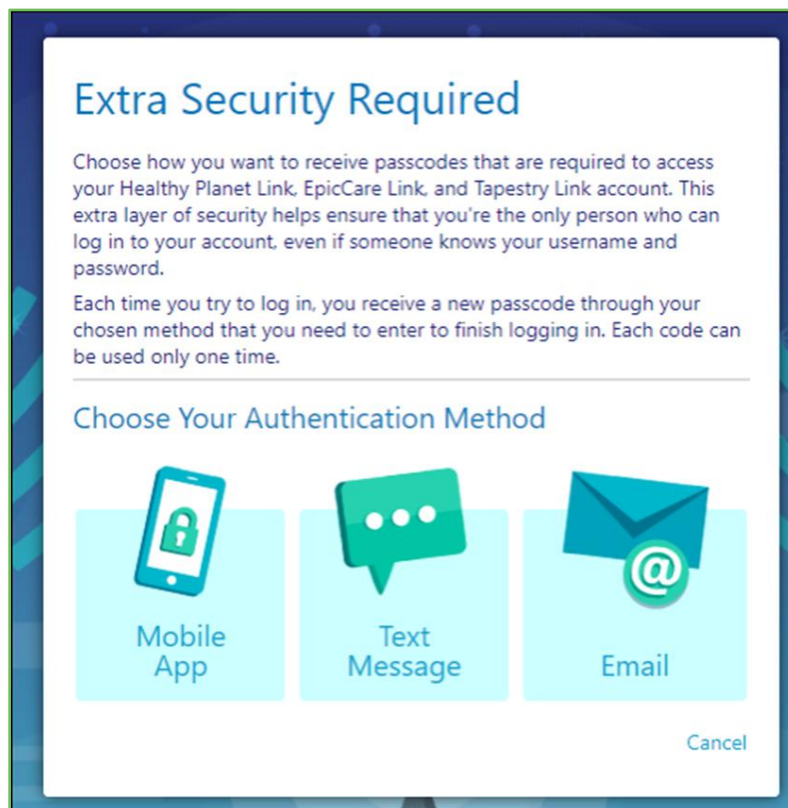 Extra Security Required
Choose how you want to receive passcodes that are required to access
your Healthy Planet Link, EpicCare Link, and Tapestry Link account. This
extra layer of security helps ensure that you're the only person who can
log in to your account, even if someone knows your username and
password.
Each time you try to log in, you receive a new passcode through your
chosen method that you need to enter to finish logging in. Each code can
be used only one time.
Choose Your Authentication Method
@
Mobile
App
Text
Message
Email
Cancel